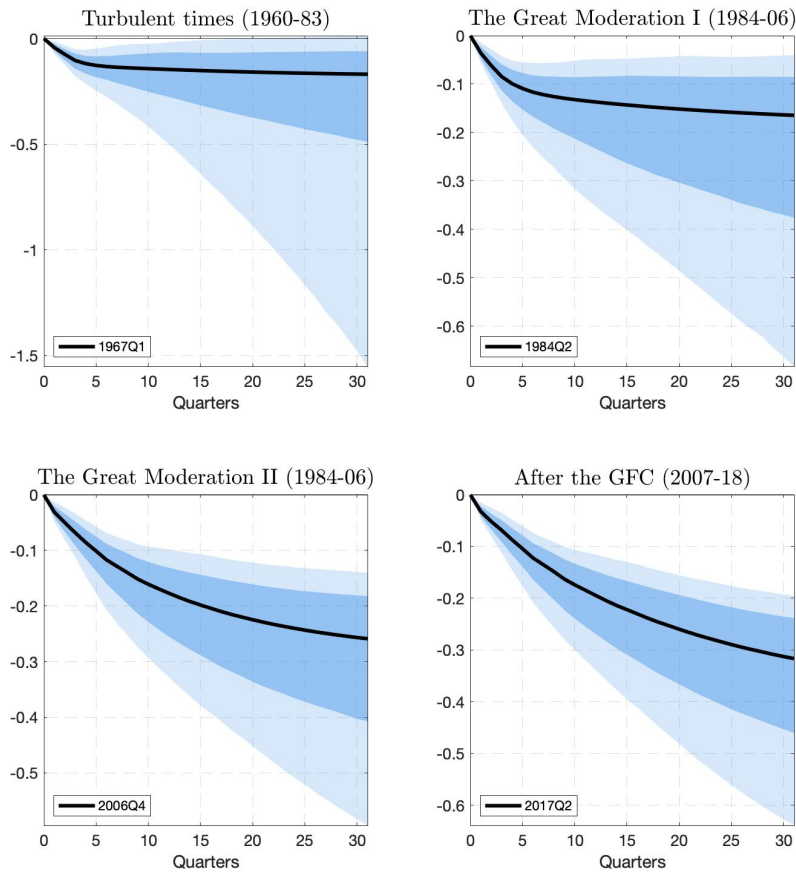 Turbulent times (1960-83)
0
-0.5
-1
-1.5
1967Q1
0 5 10 15 20 25 30
Quarters
The Great Moderation I (1984-06)
0
-0.1
-0.2
-0.3
-0.4
-0.5
-0.6
1984Q2
0 5 10 15 20 25 30
Quarters
The Great Moderation II (1984-06)
0
-0.1
-0.2
-0.3
-0.4
-0.5
2006Q4
0 5 10 15 20 25 30
Quarters
After the GFC (2007-18)
0
-0.1
-0.2
-0.3
-0.4
-0.5
-0.6
2017Q2
0 5 10 15 20 25 30
Quarters